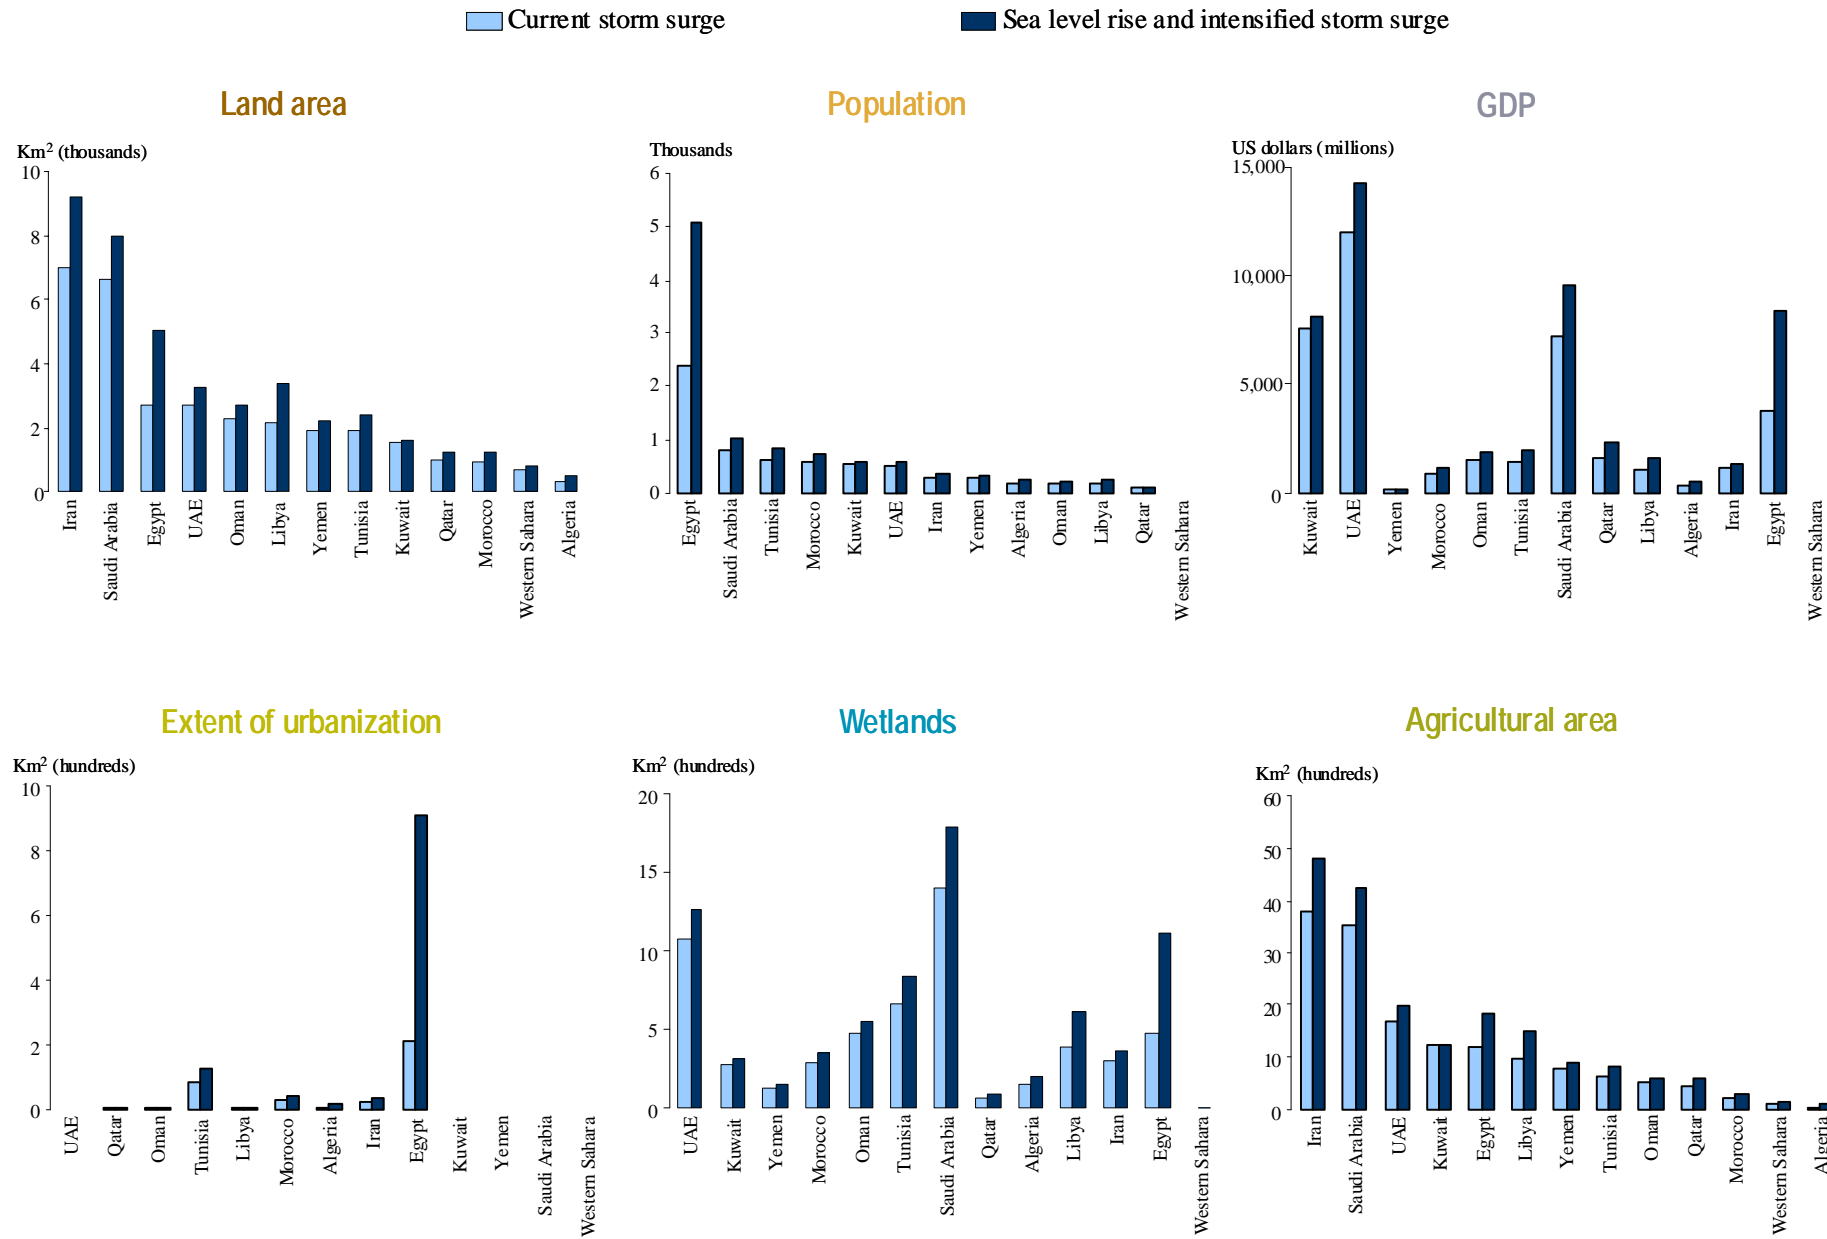 Current storm surge
Sea level rise and intensified storm surge
Land area
Km² (thousands)
10
8
6
4
2
0
Iran
Saudi Arabia
Egypt
UAE
Oman
Libya
Yemen
Tunisia
Kuwait
Qatar
Morocco
Western Sahara
Algeria
Population
Thousands
6
5
4
3
2
1
0
Egypt
Saudi Arabia
Tunisia
Morocco
Kuwait
UAE
Iran
Yemen
Algeria
Oman
Libya
Qatar
Western Sahara
GDP
US dollars (millions)
15,000
10,000
5,000
0
Kuwait
UAE
Yemen
Morocco
Oman
Tunisia
Saudi Arabia
Qatar
Libya
Algeria
Iran
Egypt
Western Sahara
Extent of urbanization
Km² (hundreds)
10
8
6
4
2
0
UAE
Qatar
Oman
Tunisia
Libya
Morocco
Algeria
Iran
Egypt
Kuwait
Yemen
Saudi Arabia
Western Sahara
Wetlands
Km² (hundreds)
20
15
10
5
0
UAE
Kuwait
Yemen
Morocco
Oman
Tunisia
Saudi Arabia
Qatar
Algeria
Libya
Iran
Egypt
Western Sahara
Agricultural area
Km² (hundreds)
60
50
40
30
20
10
0
Iran
Saudi Arabia
UAE
Kuwait
Egypt
Libya
Yemen
Tunisia
Oman
Qatar
Morocco
Western Sahara
Algeria